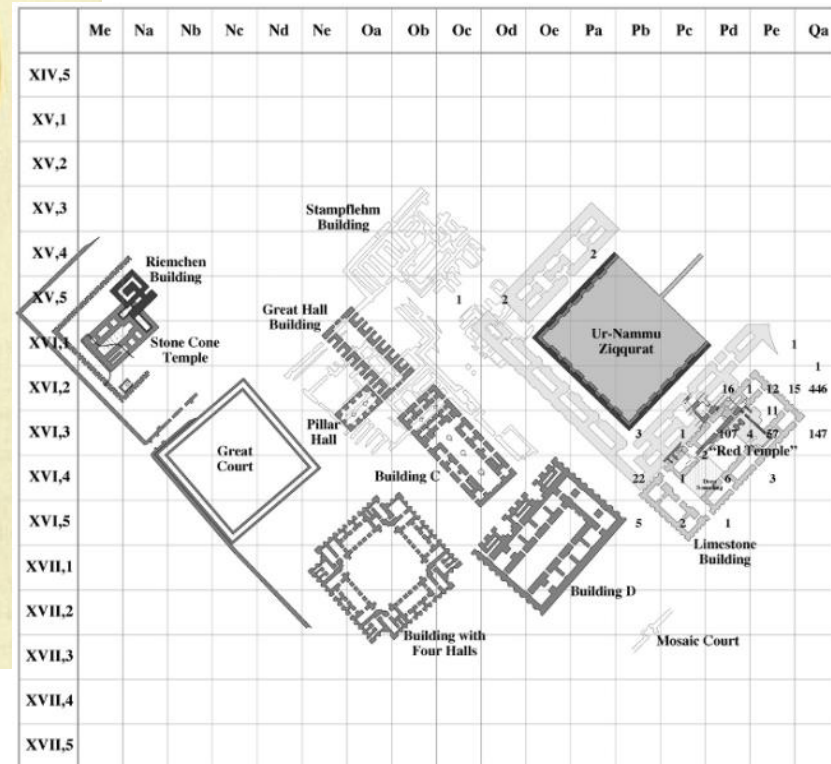 Me Na Nb Nc Nd Ne Oa Ob Oc Od Oe Pa Pb Pc Pd Pe Qa
XIV,5
XV,1
XV,2
XV,3
Stampflehm
Building
XV,4
Riemchen
Building
2
XV,5
1 2
Great Hall
Building
Ur-Nammu
Ziqqurat
XVI,1
Stone Cone
Temple
1
1
XVI,2
16 1 12 15 446
11
XVI,3
Pillar
Hall
3 1 107 4 57 147
Great
Court
2
"Red Temple"
XVI,4
Building C
22 1 6 3
XVI,5
5 2 1
Limestone
Building
XVII,1
Building D
XVII,2
Building with
Four Halls
Mosaic Court
XVII,3
XVII,4
XVII,5